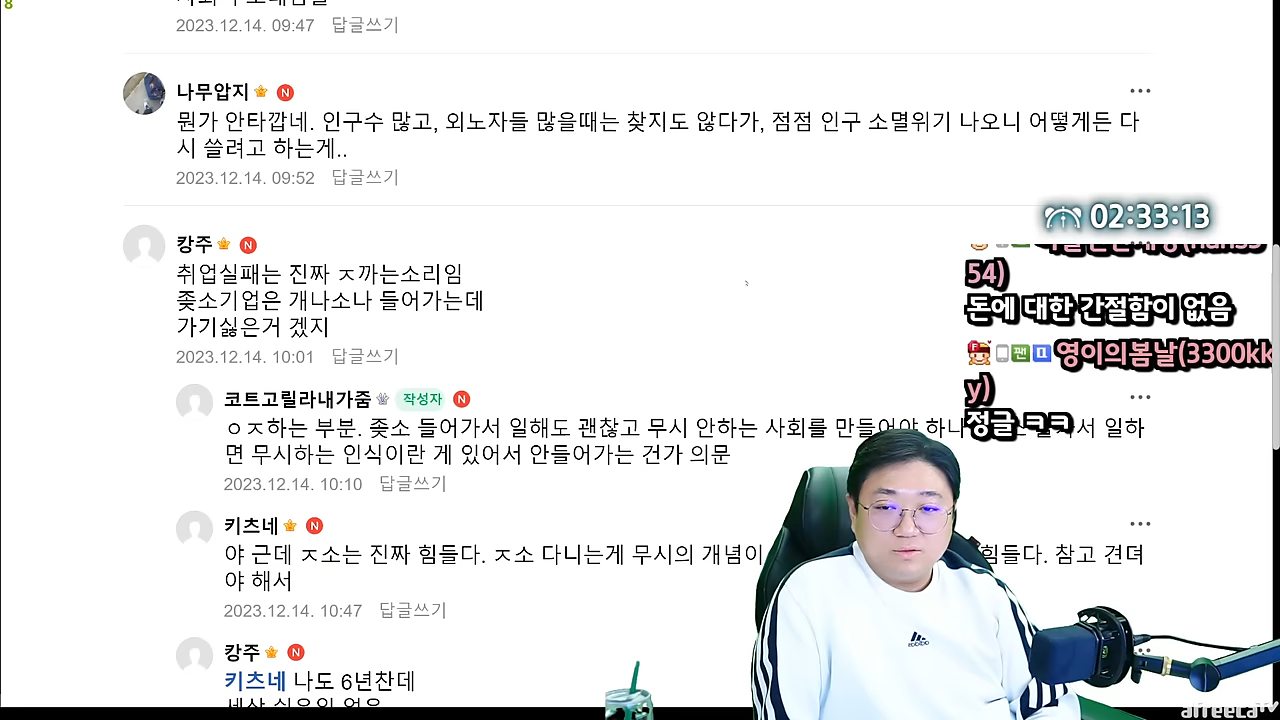 8
2023.12.14. 09:47 답글쓰기
나무압지 N
뭔가 안타깝네. 인구수 많고, 외노자들 많을때는 찾지도 않다가, 점점 인구 소멸위기 나오니 어떻게든 다
시 쓸려고 하는게..
2023.12.14. 09:52 답글쓰기
02:33:13
캉주 N
취업실패는 진짜 ㅈ까는소리임
좆소기업은 개나소나 들어가는데
가기싫은거 겠지
2023.12.14. 10:01 답글쓰기
54)
돈에 대한 간절함이 없음
F 팬 영이의봄날(3300kk
y)
정글 ㅋㅋ
코트고릴라내가줌 작성자 N
ㅇㅈ하는 부분. 좆소 들어가서 일해도 괜찮고 무시 안하는 사회를 만들어야 하나 서 일하
면 무시하는 인식이란 게 있어서 안들어가는 건가 의문
2023.12.14. 10:10 답글쓰기
키츠네 N
야 근데 ㅈ소는 진짜 힘들다. ㅈ소 다니는게 무시의 개념이 힘들다. 참고 견뎌
야 해서
2023.12.14. 10:47 답글쓰기
캉주 N
키츠네 나도 6년찬데
adidas
afreecaTV